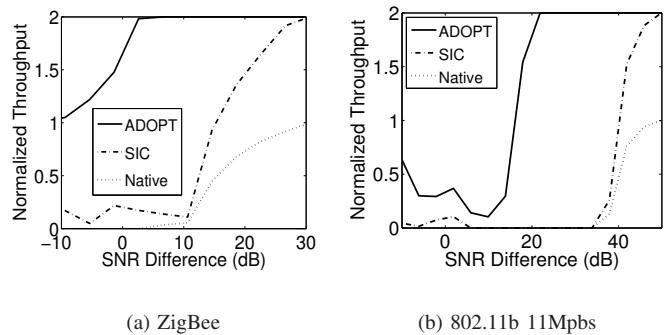 2
1.5
1
0.5
0
Normalized Throughput
ADOPT
SIC
Native
−10 0 10 20 30
SNR Difference (dB)
(a) ZigBee
2
1.5
1
0.5
0
Normalized Throughput
ADOPT
SIC
Native
0 20 40
SNR Difference (dB)
(b) 802.11b 11Mpbs